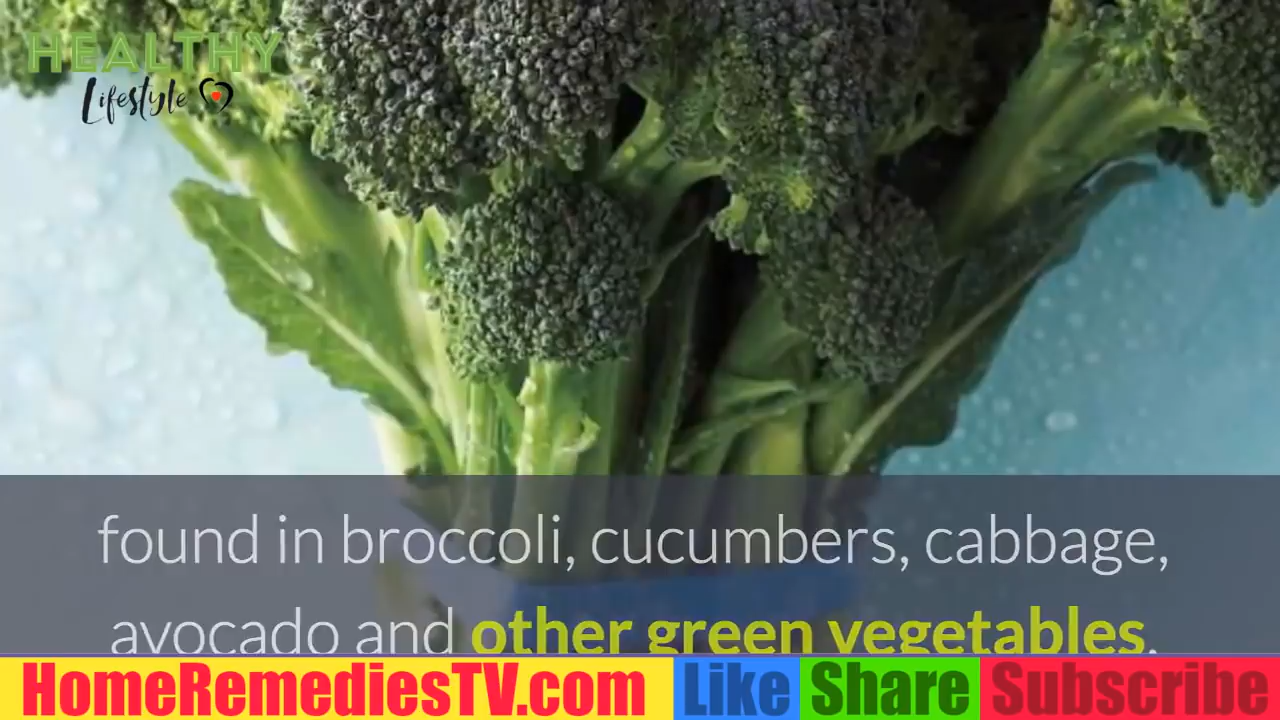 HEALTHY
Lifestyle
found in broccoli, cucumbers, cabbage,
avocado and other green vegetables.
HomeRemediesTV.com Like Share Subscribe